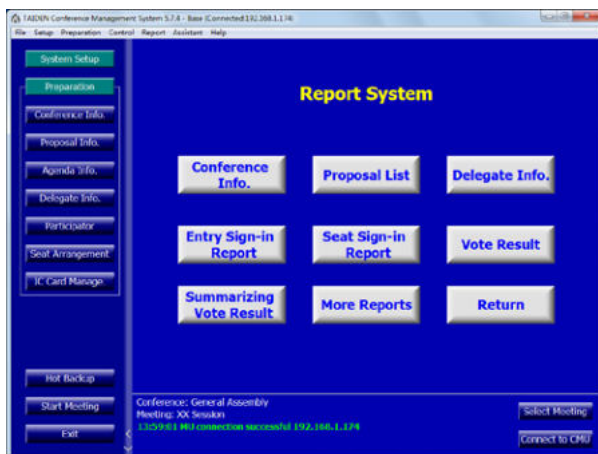 TAIDEN Conference Management System 5.7.4 - Base (Connected:192.168.1.174)
File Setup Preparation Control Report Assistant Help
System Setup
Preparation
Conference Info.
Proposal Info.
Agenda Info.
Delegate Info.
Participator
Seat Arrangement
IC Card Manage.
Hot Backup
Start Meeting
Exit
Report System
Conference
Info.
Proposal List
Delegate Info.
Entry Sign-in
Report
Seat Sign-in
Report
Vote Result
Summarizing
Vote Result
More Reports
Return
Conference: General Assembly
Meeting: XX Session
13:59:01 MU connection successful 192.168.1.174
Select Meeting
Connect to CMU